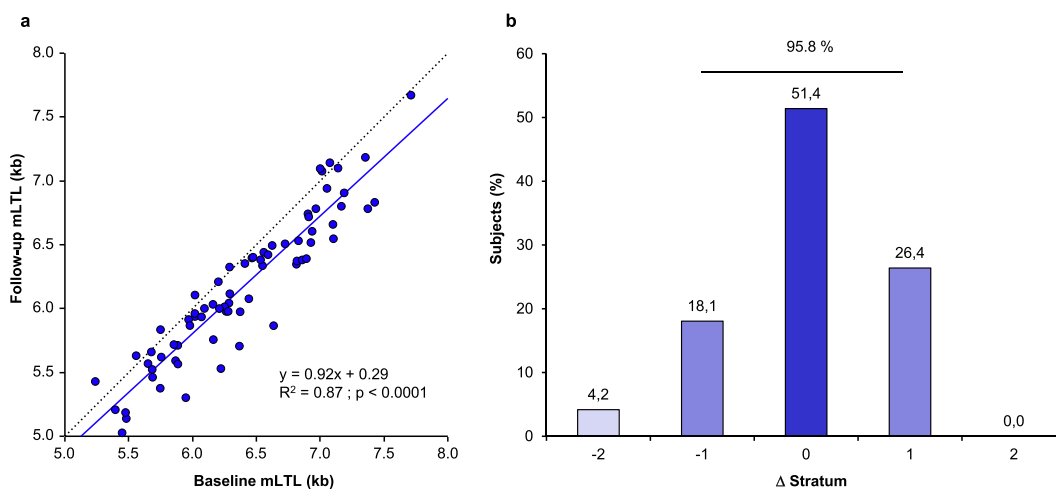 a
8.0
7.5
7.0
6.5
6.0
5.5
5.0
Follow-up mLTL (kb)
y = 0.92x + 0.29
R² = 0.87 ; p < 0.0001
5.0 5.5 6.0 6.5 7.0 7.5 8.0
Baseline mLTL (kb)
b
95.8 %
60
50
40
30
20
10
0
Subjects (%)
4,2
18,1
51,4
26,4
0,0
-2 -1 0 1 2
Δ Stratum